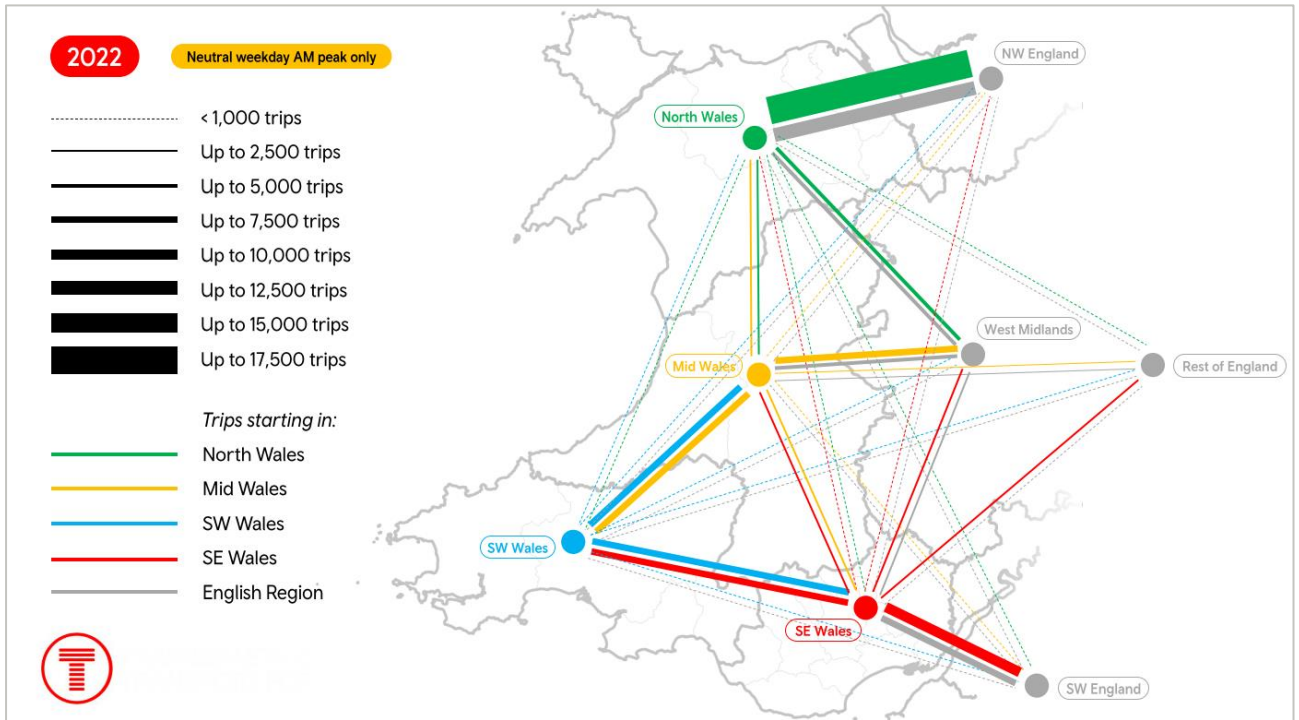 2022
Neutral weekday AM peak only
< 1,000 trips
Up to 2,500 trips
Up to 5,000 trips
Up to 7,500 trips
Up to 10,000 trips
Up to 12,500 trips
Up to 15,000 trips
Up to 17,500 trips
Trips starting in:
North Wales
Mid Wales
SW Wales
SE Wales
English Region
NW England
North Wales
West Midlands
Mid Wales
Rest of England
SW Wales
SE Wales
SW England